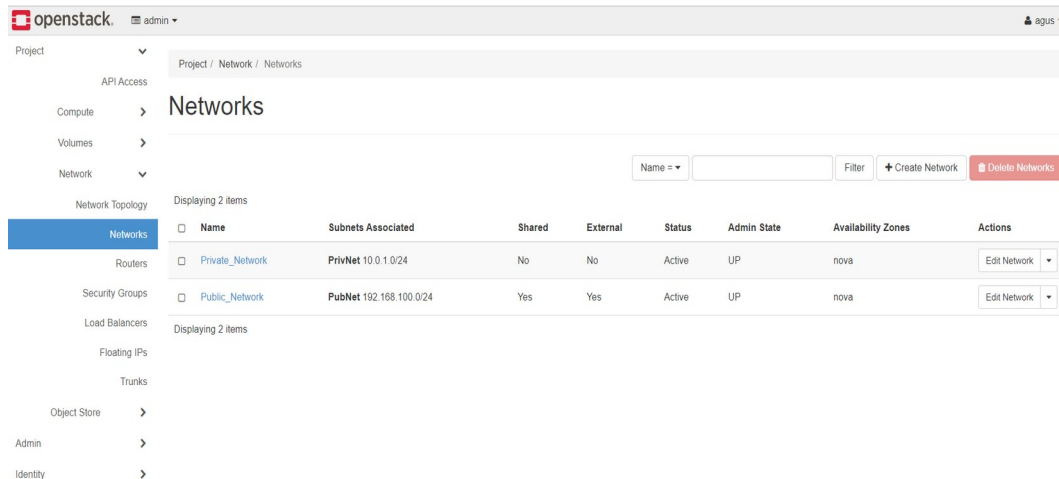 openstack. admin agus
Project
API Access
Compute
Volumes
Network
Network Topology
Networks
Routers
Security Groups
Load Balancers
Floating IPs
Trunks
Object Store
Admin
Identity
Project / Network / Networks
Networks
Name = Filter + Create Network Delete Networks
Displaying 2 items
Name Subnets Associated Shared External Status Admin State Availability Zones Actions
Private_Network PrivNet 10.0.1.0/24 No No Active UP nova Edit Network
Public_Network PubNet 192.168.100.0/24 Yes Yes Active UP nova Edit Network
Displaying 2 items